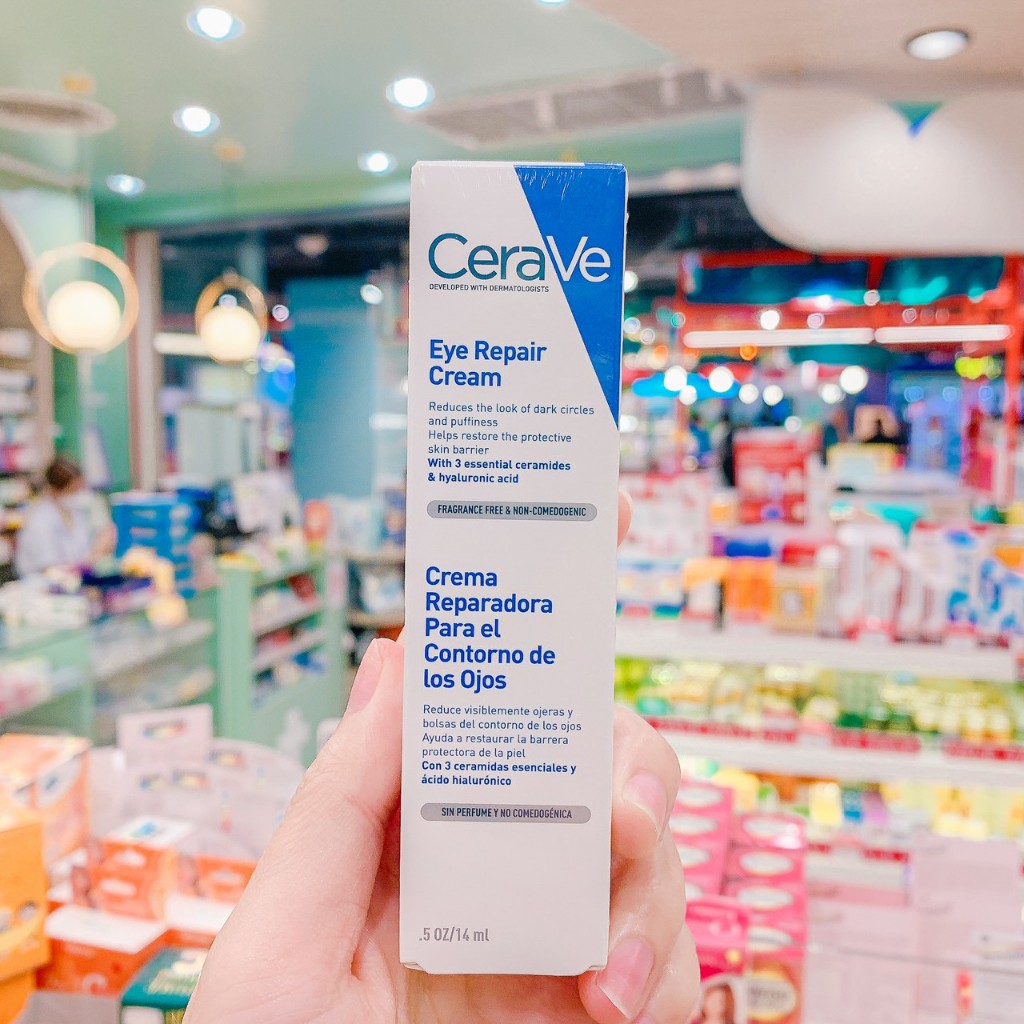 CeraVe
DEVELOPED WITH DERMATOLOGISTS
Eye Repair
Cream
Reduces the look of dark circles
and puffiness
Helps restore the protective
skin barrier
With 3 essential ceramides
& hyaluronic acid
FRAGRANCE FREE & NON-COMEDOGENIC
Crema
Reparadora
Para el
Contorno de
los Ojos
Reduce visiblemente ojeras y
bolsas del contorno de los ojos
Ayuda a restaurar la barrera
protectora de la piel
Con 3 ceramidas esenciales y
ácido hialurónico
SIN PERFUME Y NO COMEDOGÉNICA
.5 OZ/14 ml